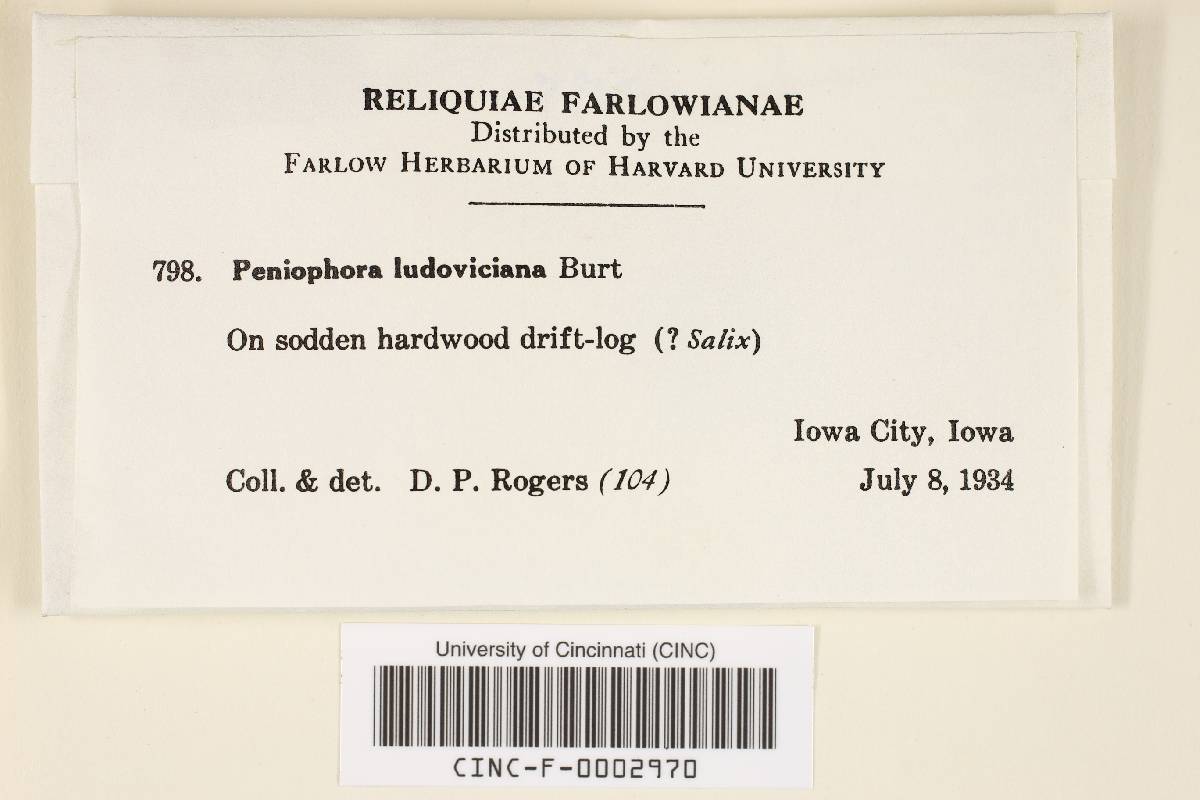 RELIQUIAE FARLOWIANAE
Distributed by the
FARLOW HERBARIUM OF HARVARD UNIVERSITY
798. Peniophora ludoviciana Burt
On sodden hardwood drift-log (? Salix)
Iowa City, Iowa
Coll. & det. D. P. Rogers (104) July 8, 1934
University of Cincinnati (CINC)
CINC-F-0002970